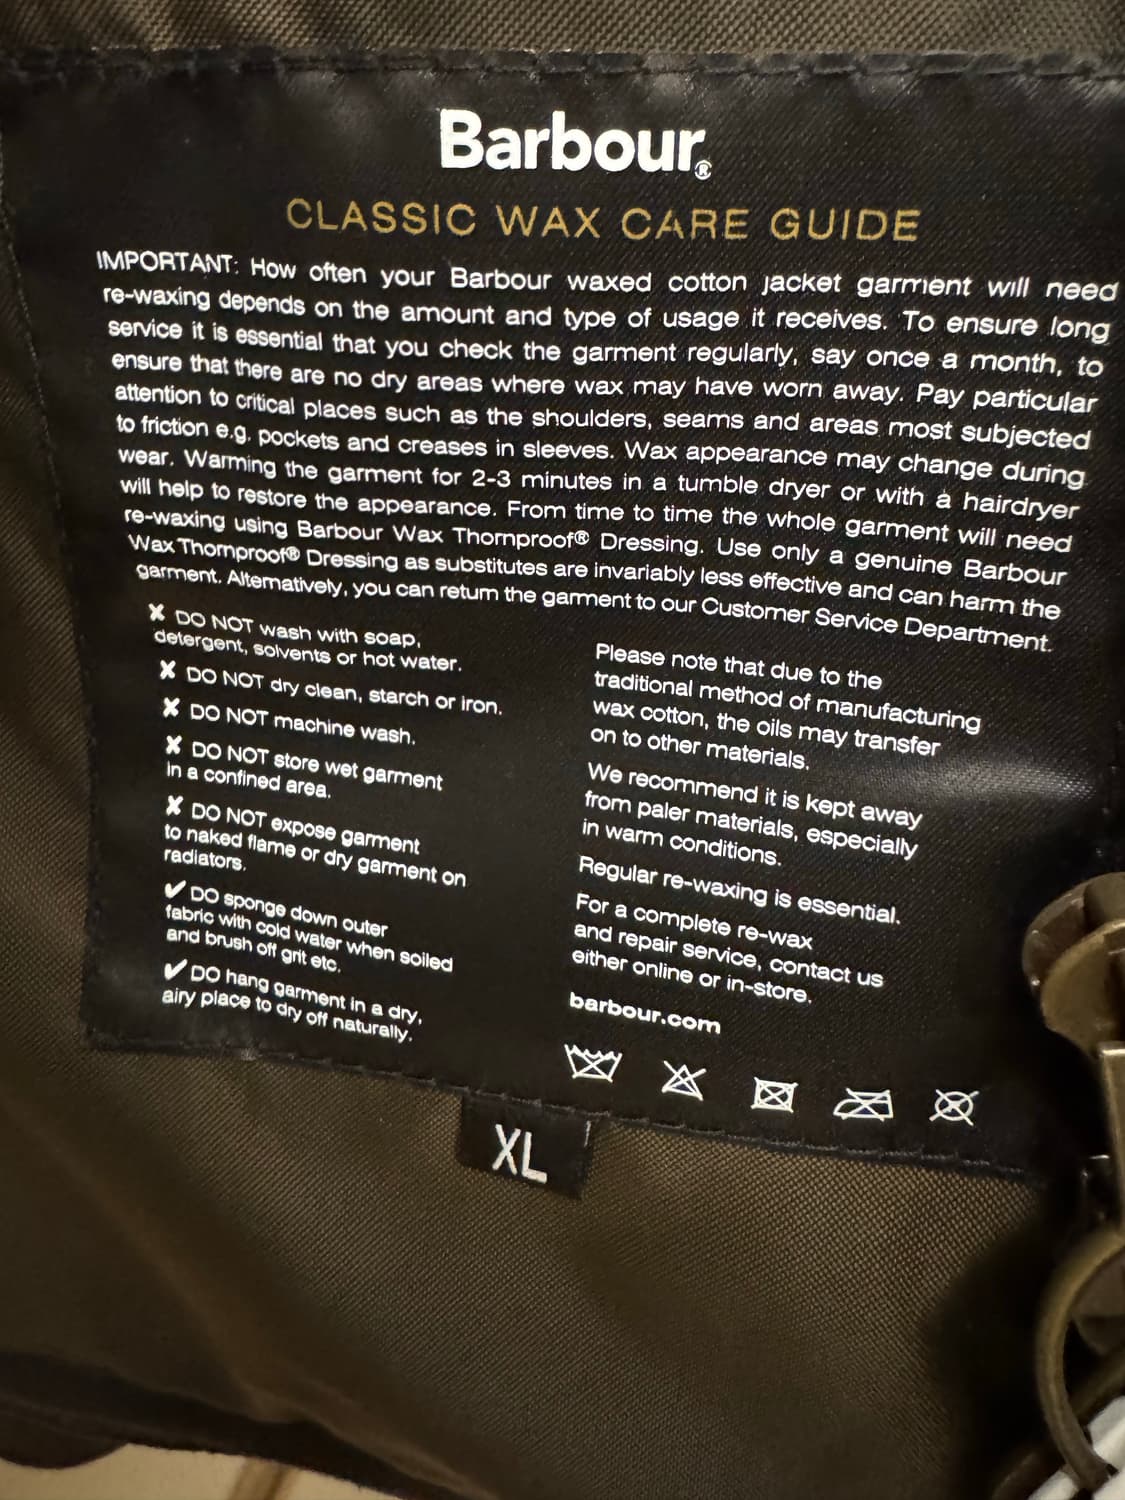 Barbour®
CLASSIC WAX CARE GUIDE
IMPORTANT: How often your Barbour waxed cotton jacket garment will need
re-waxing depends on the amount and type of usage it receives. To ensure long
service it is essential that you check the garment regularly, say once a month, to
ensure that there are no dry areas where wax may have worn away. Pay particular
attention to critical places such as the shoulders, seams and areas most subjected
to friction e.g. pockets and creases in sleeves. Wax appearance may change during
wear. Warming the garment for 2-3 minutes in a tumble dryer or with a hairdryer
will help to restore the appearance. From time to time the whole garment will need
re-waxing using Barbour Wax Thornproof® Dressing. Use only a genuine Barbour
Wax Thornproof® Dressing as substitutes are invariably less effective and can harm the
garment. Alternatively, you can return the garment to our Customer Service Department.
✘ DO NOT wash with soap,
detergent, solvents or hot water.
✘ DO NOT dry clean, starch or iron.
✘ DO NOT machine wash.
✘ DO NOT store wet garment
in a confined area.
✘ DO NOT expose garment
to naked flame or dry garment on
radiators.
✔ DO sponge down outer
fabric with cold water when soiled
and brush off grit etc.
✔ DO hang garment in a dry,
airy place to dry off naturally.
Please note that due to the
traditional method of manufacturing
wax cotton, the oils may transfer
on to other materials.
We recommend it is kept away
from paler materials, especially
in warm conditions.
Regular re-waxing is essential.
For a complete re-wax
and repair service, contact us
either online or in-store.
barbour.com
XL